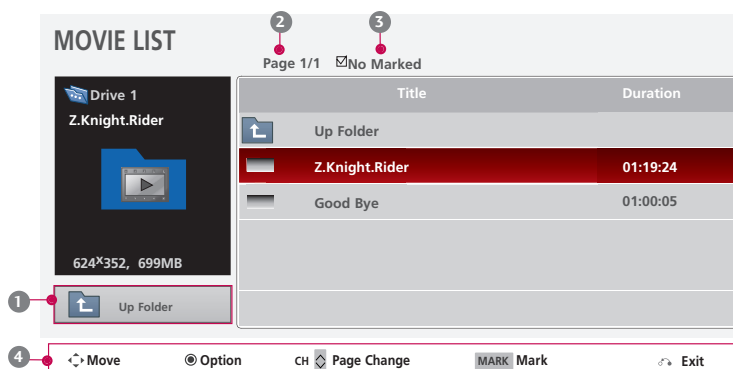 2 3
MOVIE LIST
Page 1/1 ☑No Marked
Drive 1
Z.Knight.Rider
624x352, 699MB
1 Up Folder
Title Duration
Up Folder
Z.Knight.Rider 01:19:24
Good Bye 01:00:05
4 Move Option CH Page Change MARK Mark Exit